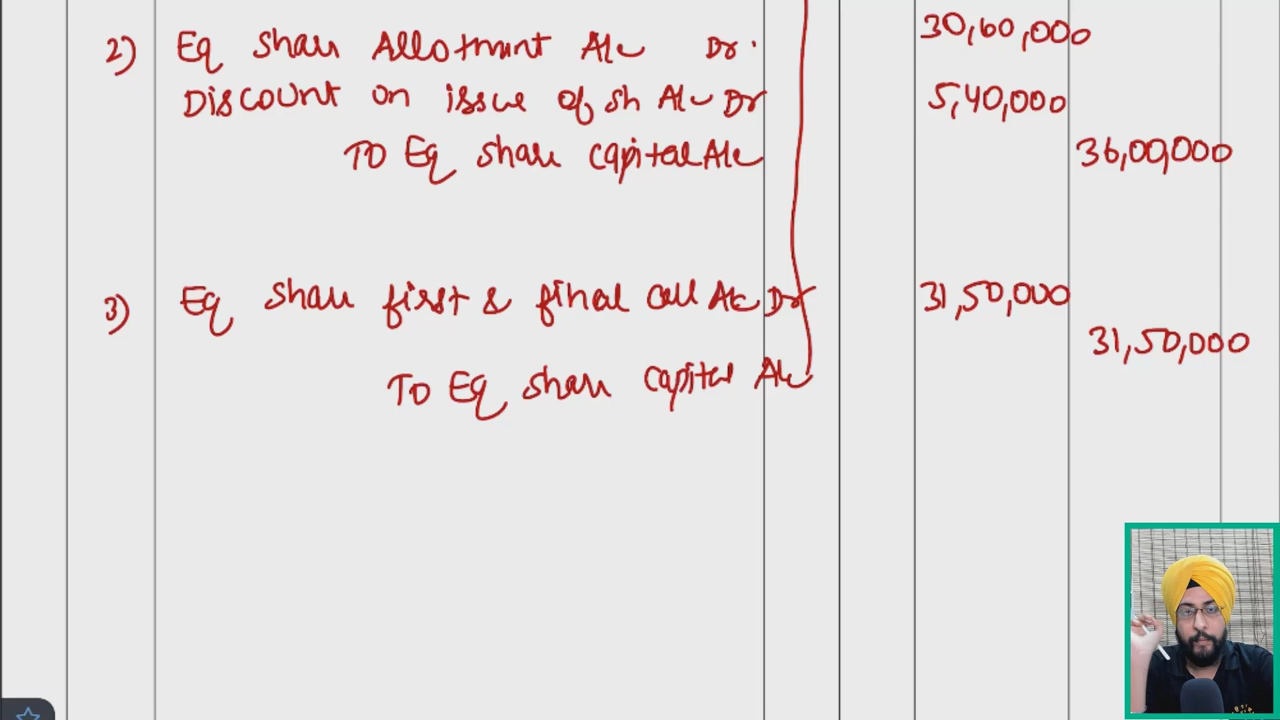 30,60,000
2) Eq share Allotment A/c Dr.
Discount on issue of sh A/c Dr 5,40,000
To Eq share capital A/c 36,00,000
3) Eq share first & final call A/c Dr 31,50,000
31,50,000
To Eq share capital A/c